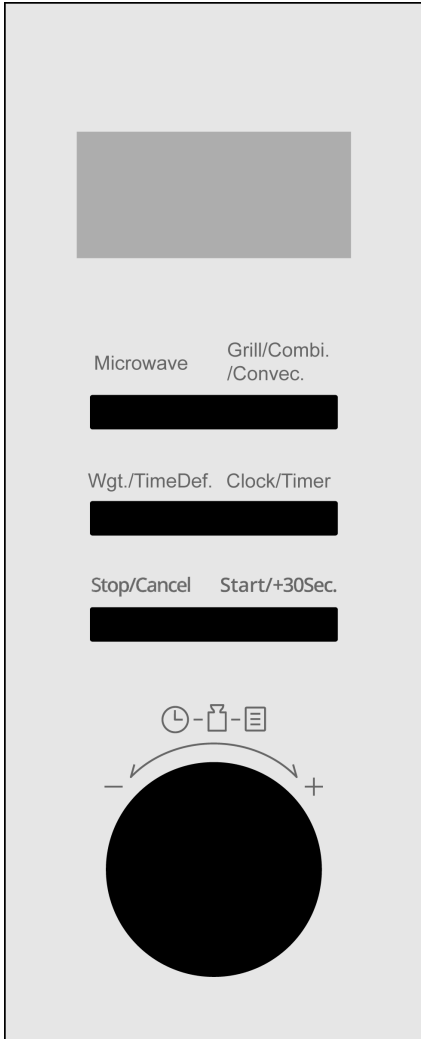 Microwave
Grill/Combi.
/Convec.
Wgt./TimeDef. Clock/Timer
Stop/Cancel Start/+30Sec.
- +